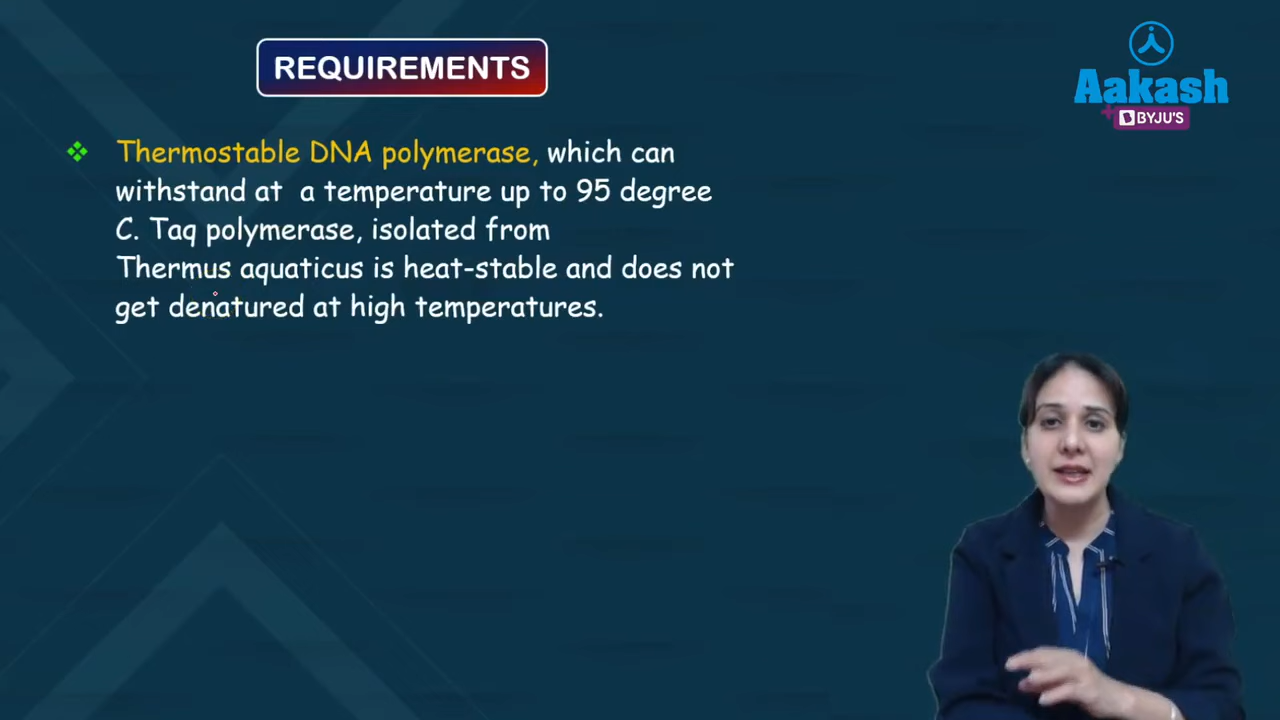 REQUIREMENTS
Aakash
+ BYJU'S
Thermostable DNA polymerase, which can
withstand at a temperature up to 95 degree
C. Taq polymerase, isolated from
Thermus aquaticus is heat-stable and does not
get denatured at high temperatures.